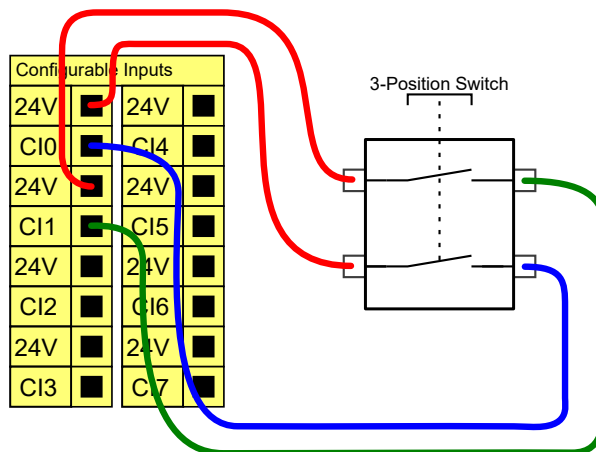 Configurable Inputs
24V 24V
CI0 CI4
24V 24V
CI1 CI5
24V 24V
CI2 CI6
24V 24V
CI3 CI7
3-Position Switch